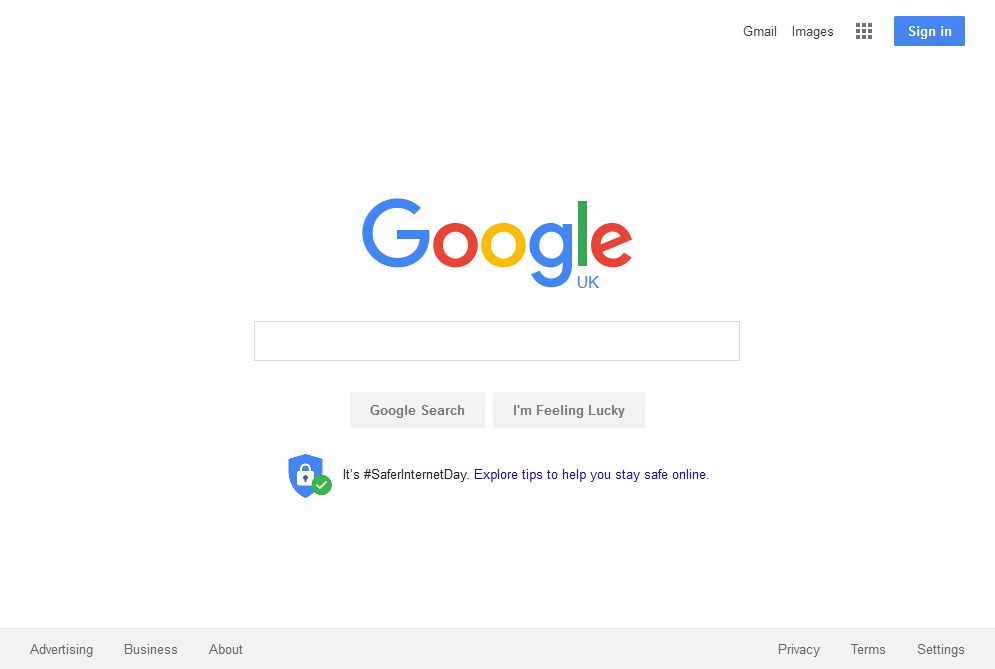 Gmail Images Sign in
Google
UK
Google Search I'm Feeling Lucky
It's #SaferInternetDay. Explore tips to help you stay safe online.
Advertising Business About Privacy Terms Settings